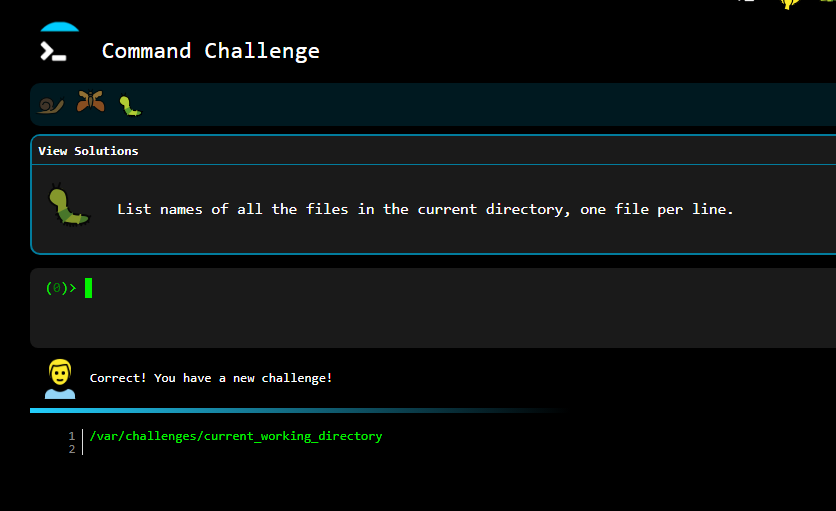 Command Challenge
View Solutions
List names of all the files in the current directory, one file per line.
(0)>
Correct! You have a new challenge!
1 /var/challenges/current_working_directory
2